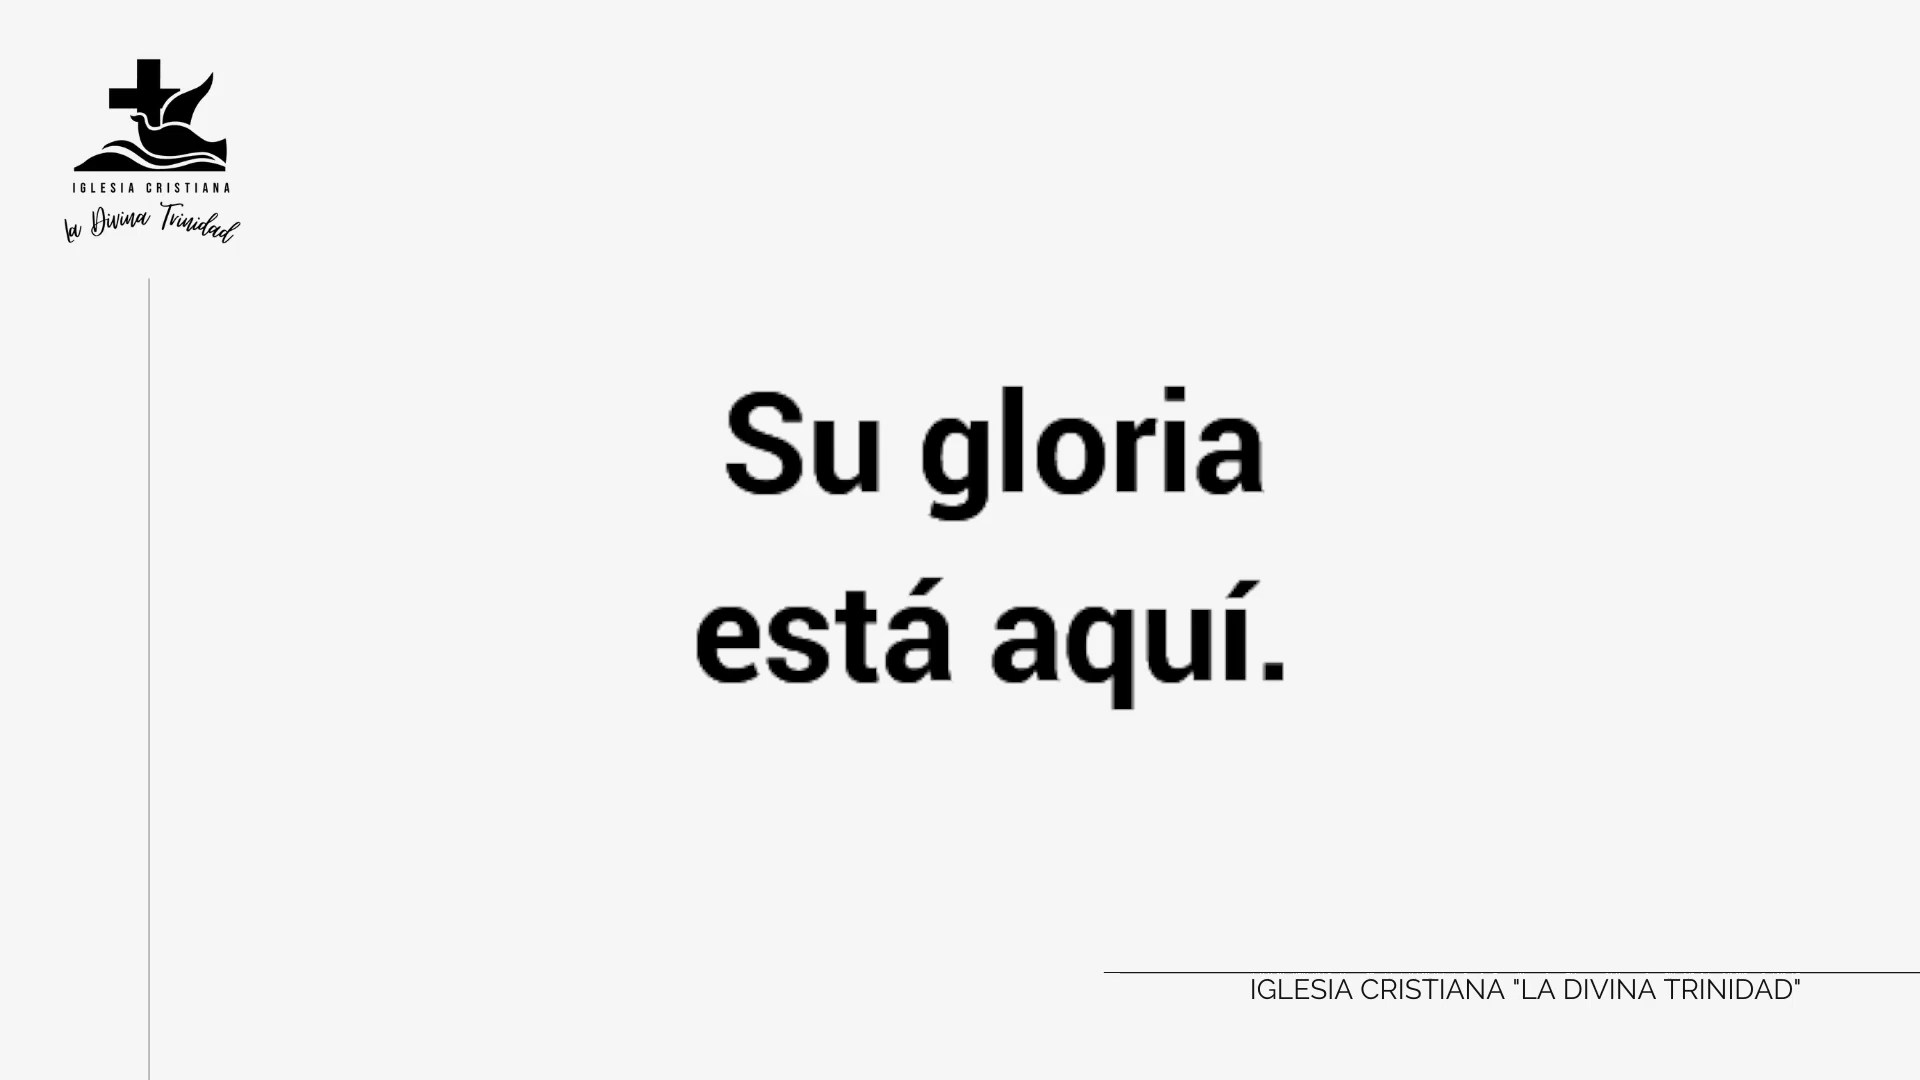 IGLESIA CRISTIANA
La Divina Trinidad
Su gloria
está aquí.
IGLESIA CRISTIANA "LA DIVINA TRINIDAD"